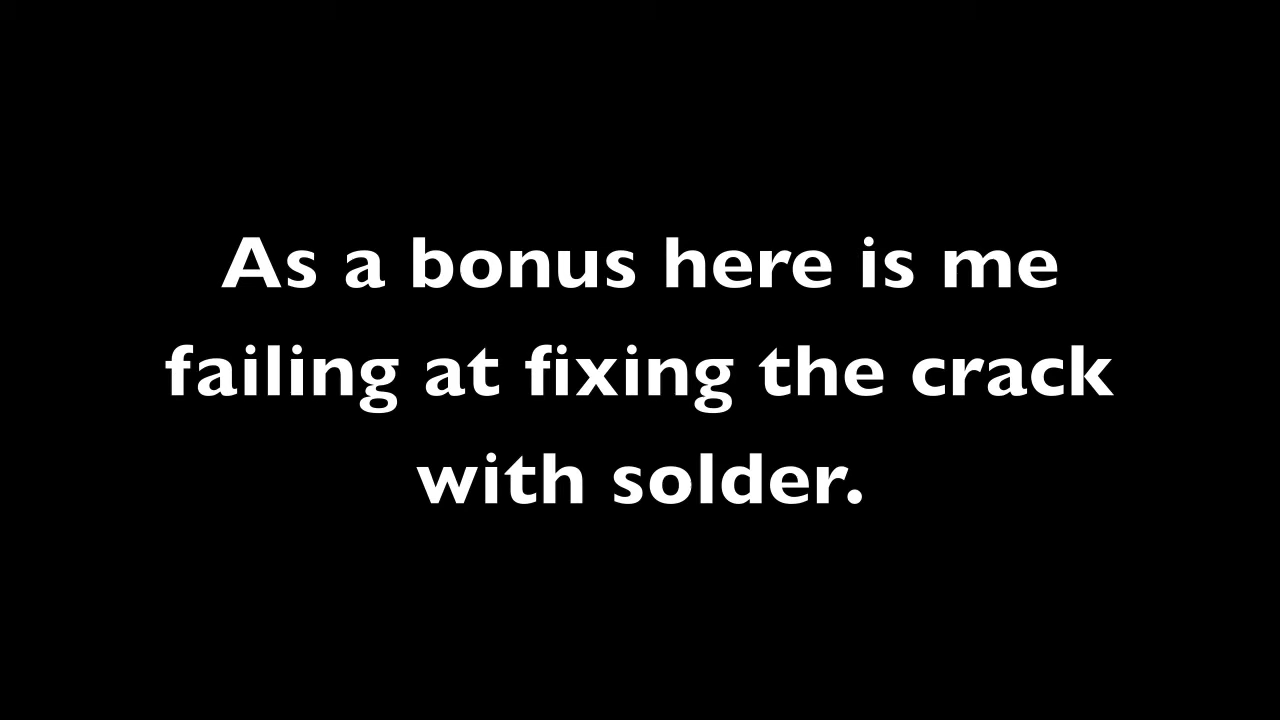 As a bonus here is me
failing at fixing the crack
with solder.